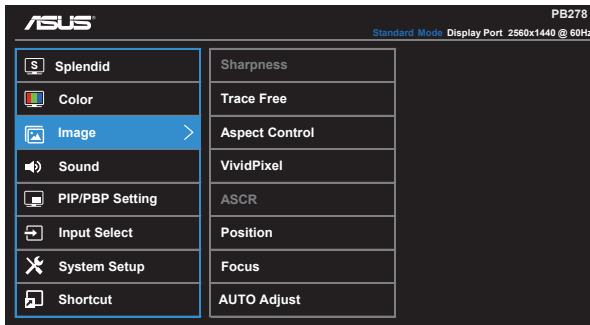 ASUS
PB278
Standard Mode Display Port 2560x1440 @ 60Hz
S Splendid
Color
Image
Sound
PIP/PBP Setting
Input Select
System Setup
Shortcut
Sharpness
Trace Free
Aspect Control
VividPixel
ASCR
Position
Focus
AUTO Adjust